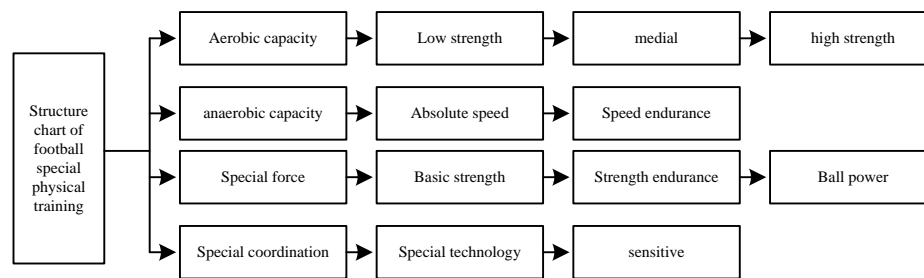 Structure
chart of
football
special
physical
training
Aerobic capacity
Low strength
medial
high strength
anaerobic capacity
Absolute speed
Speed endurance
Special force
Basic strength
Strength endurance
Ball power
Special coordination
Special technology
sensitive